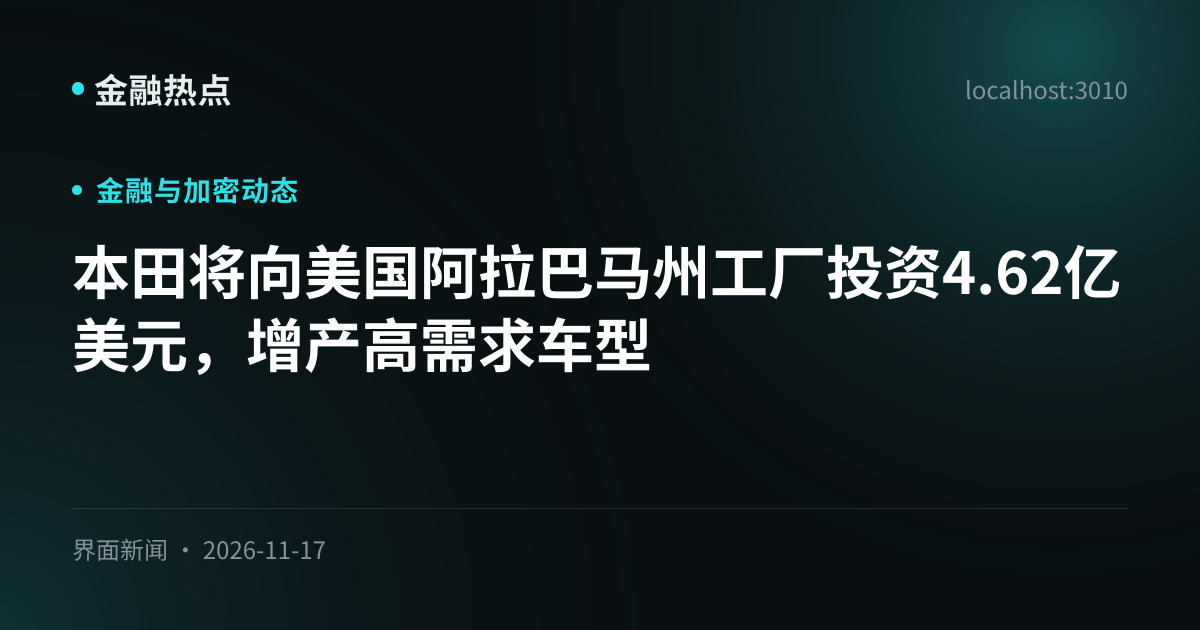 金融热点
localhost:3010
金融与加密动态
本田将向美国阿拉巴马州工厂投资4.62亿
美元，增产高需求车型
界面新闻 • 2026-11-17